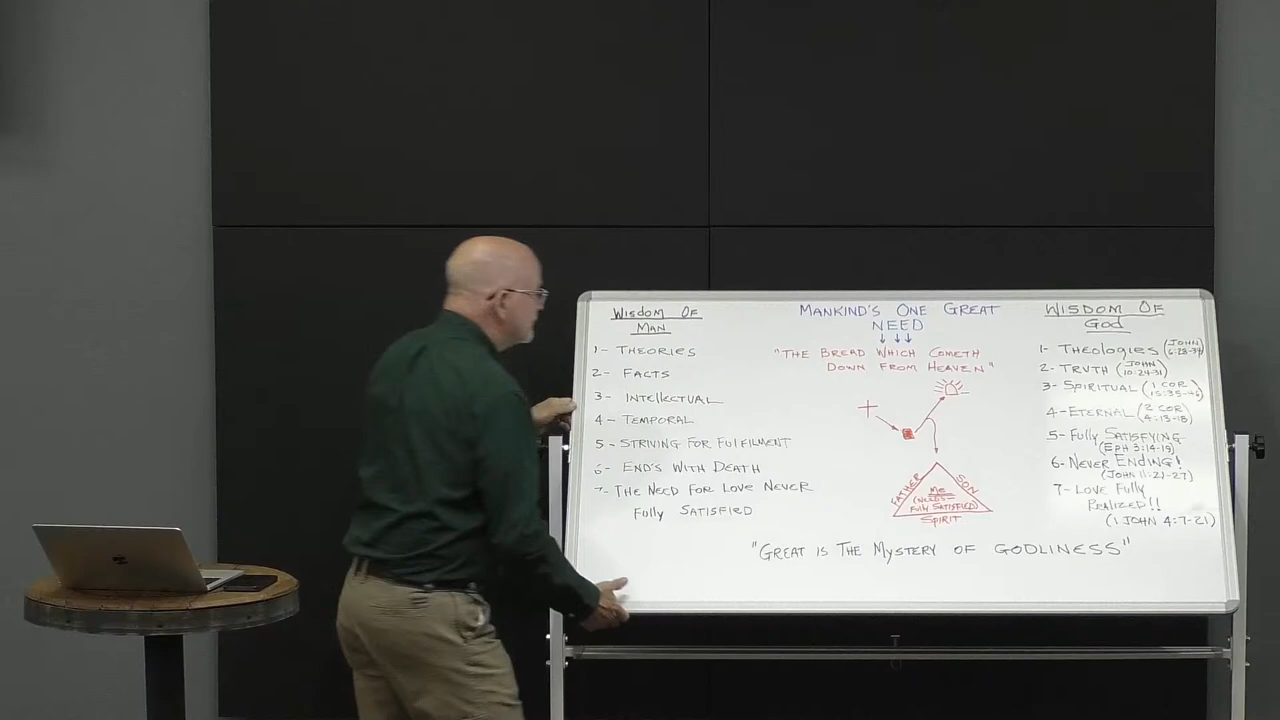 Wisdom Of
Man
1- Theories
2- Facts
3- Intellectual
4- Temporal
5- Striving for Fulfilment
6- End's With Death
7- The Need For Love Never
Fully Satisfied
Mankind's One Great
Need
"The Bread Which Cometh
Down From Heaven"
Father
Son
Me
(Needs-
Fully Satisfied)
Spirit
Wisdom Of
God
1- Theologies (John
6:28-34)
2- Truth (John
10:24-31)
3- Spiritual (1 Cor
15:35-46)
4- Eternal (2 Cor
4:13-18)
5- Fully Satisfying
(Eph 3:14-19)
6- Never Ending!
(John 11:21-27)
7- Love Fully
Realized!!
(1 John 4:7-21)
"Great is The Mystery of Godliness"